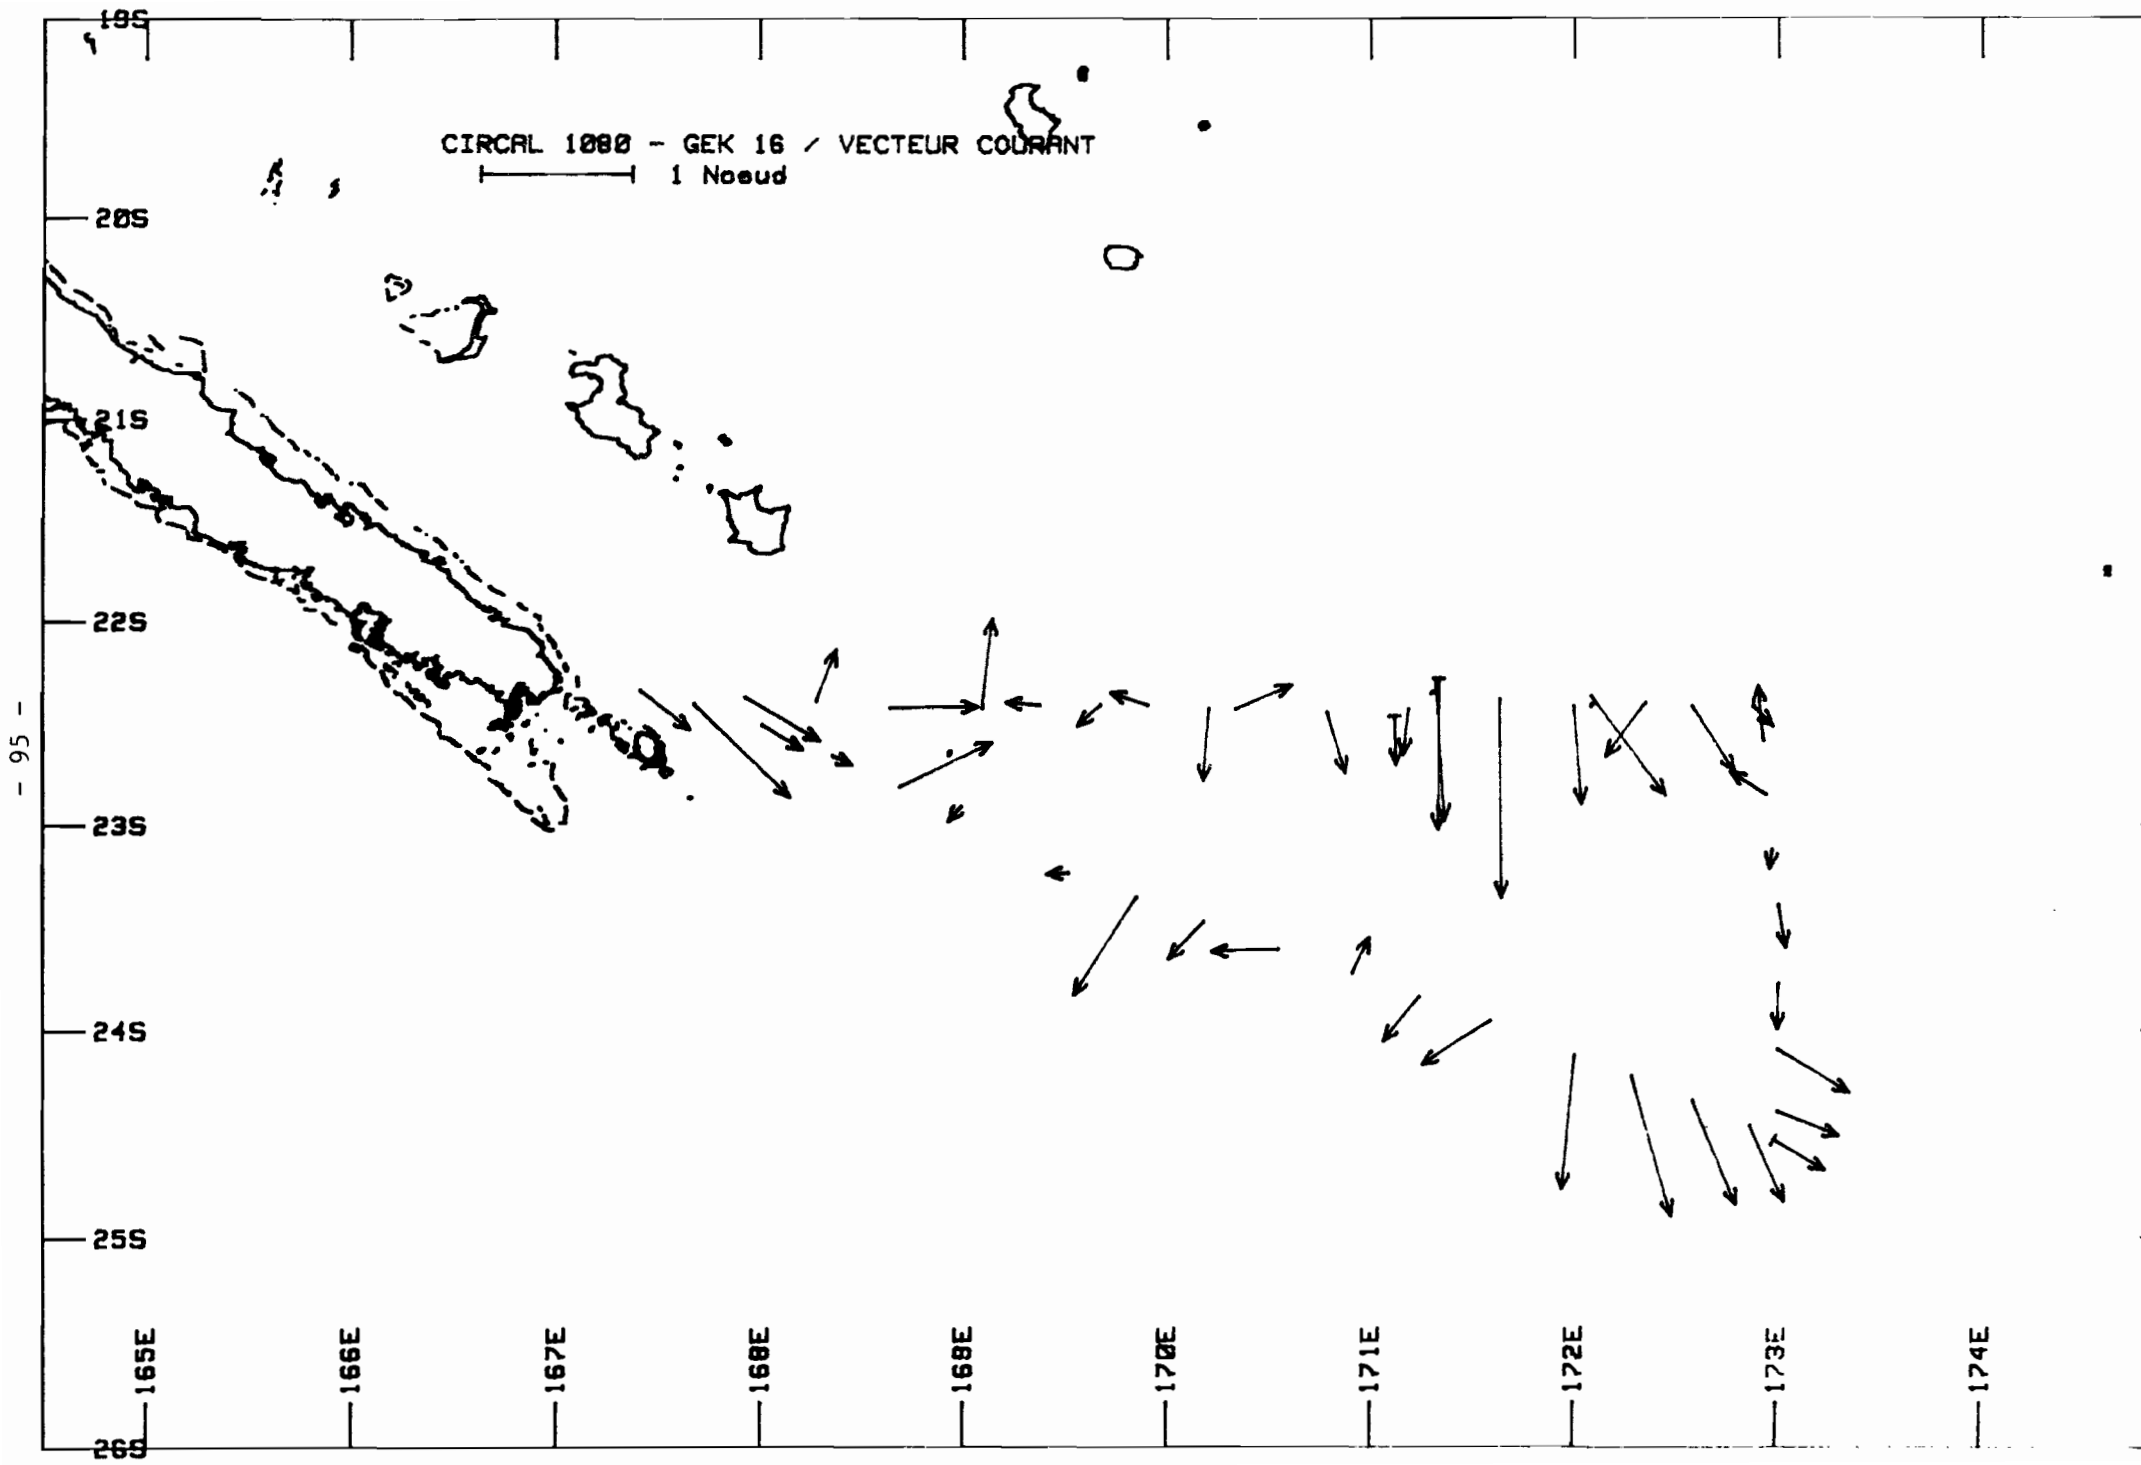 19S
CIRCAL 1080 - GEK 16 / VECTEUR COURANT
1 Noeud
20S
21S
22S
- 95 -
23S
24S
25S
165E
166E
167E
168E
168E
170E
171E
172E
173E
174E
26S